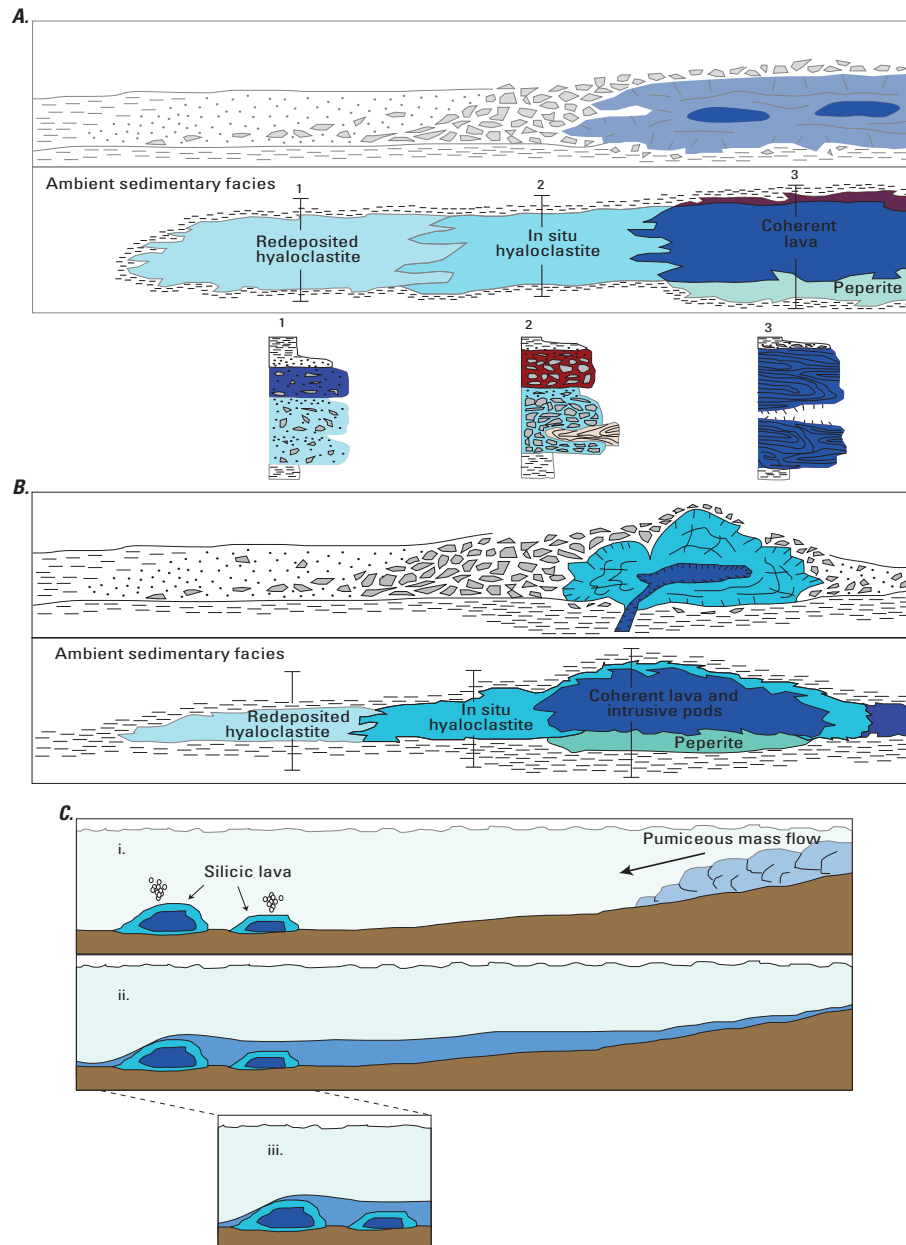 A.
Ambient sedimentary facies
1
2
3
Redeposited
hyaloclastite
In situ
hyaloclastite
Coherent
lava
Peperite
1
2
3
B.
Ambient sedimentary facies
Redeposited
hyaloclastite
In situ
hyaloclastite
Coherent lava and
intrusive pods
Peperite
C.
i.
Silicic lava
Pumiceous mass flow
ii.
iii.